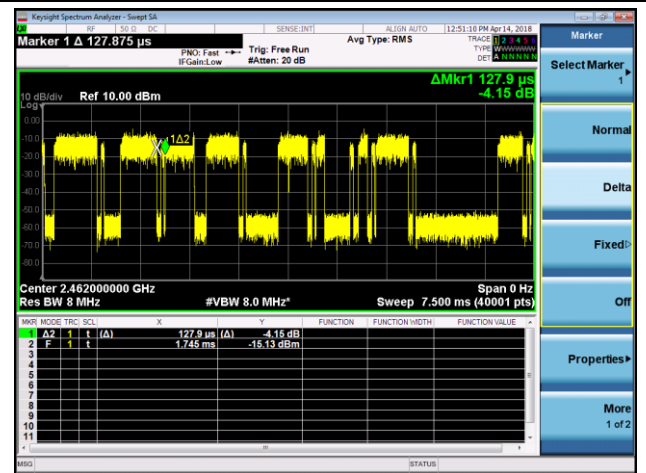 Keysight Spectrum Analyzer - Swept SA
RF 50 Ω DC SENSE:INT ALIGN AUTO 12:51:10 PM Apr 14, 2018
Marker 1 Δ 127.875 µs
PNO: Fast Trig: Free Run Avg Type: RMS TRACE 1 2 3 4 5 6
IFGain:Low #Atten: 20 dB TYPE WWWWWW
DET A N N N N N
ΔMkr1 127.9 µs
-4.15 dB
10 dB/div Ref 10.00 dBm
Log
0.00
-10.0
-20.0
-30.0
-40.0
-50.0
-60.0
-70.0
-80.0
X
1Δ2
Center 2.462000000 GHz Span 0 Hz
Res BW 8 MHz #VBW 8.0 MHz* Sweep 7.500 ms (40001 pts)
MKR MODE TRC SCL X Y FUNCTION FUNCTION WIDTH FUNCTION VALUE
1 Δ2 1 t (Δ) 127.9 µs (Δ) -4.15 dB
2 F 1 t 1.745 ms -15.13 dBm
3
4
5
6
7
8
9
10
11
MSG STATUS
Marker
Select Marker
1
Normal
Delta
Fixed
Off
Properties
More
1 of 2